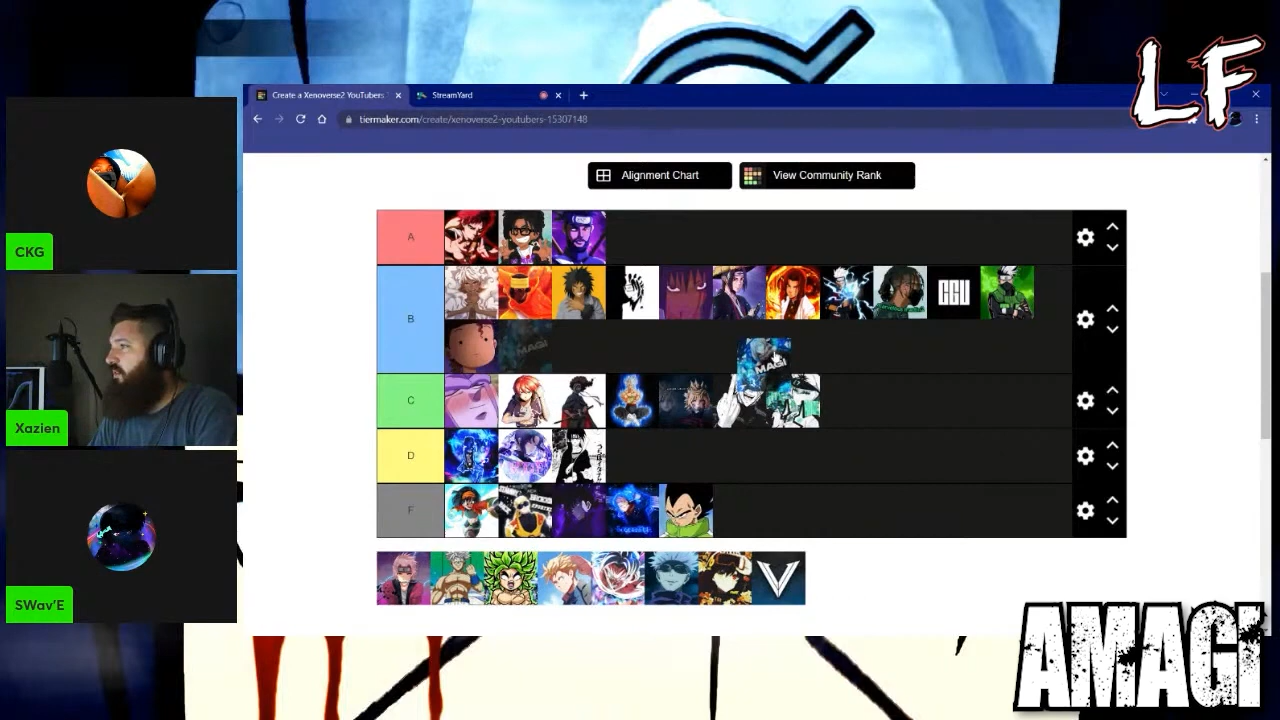 LF
Create a Xenoverse2 YouTubers
StreamYard
tiermaker.com/create/xenoverse2-youtubers-15307148
Alignment Chart
View Community Rank
A
B
CGU
MAGI
MAGI
C
D
F
CKG
Xazien
SWav'E
AMAGI